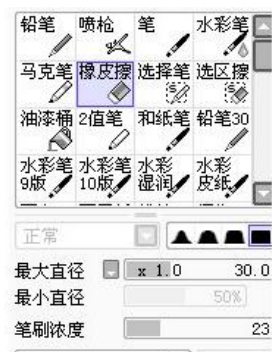 铅笔 喷枪 笔 水彩笔
马克笔 橡皮擦 选择笔 选区擦
油漆桶 2值笔 和纸笔 铅笔30
水彩笔 水彩笔 水彩 水彩
9版 10版 湿润 皮纸
正常
最大直径 x 1.0 30.0
最小直径 50%
笔刷浓度 23